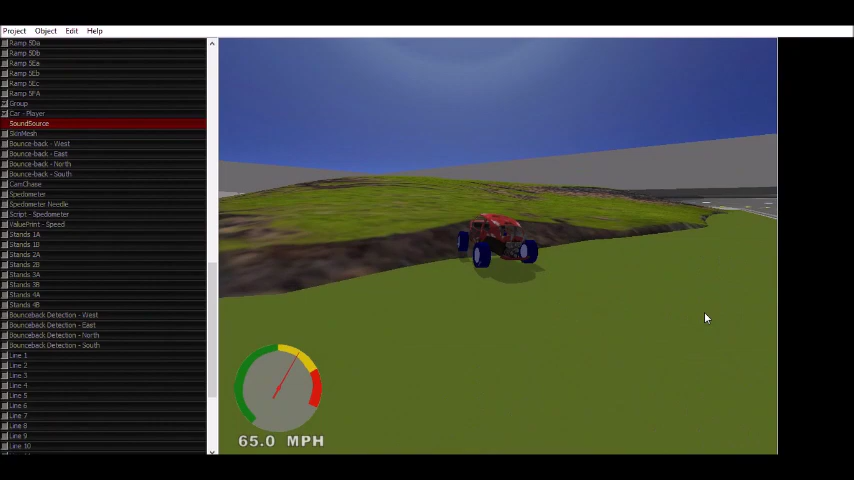 Project Object Edit Help
Ramp 5Da
Ramp 5Db
Ramp 5Ea
Ramp 5Eb
Ramp 5Ec
Ramp 5FA
Group
Car - Player
SoundSource
SkinMesh
Bounce-back - West
Bounce-back - East
Bounce-back - North
Bounce-back - South
CamChase
Spedometer
Spedometer Needle
Script - Spedometer
ValuePrint - Speed
Stands 1A
Stands 1B
Stands 2A
Stands 2B
Stands 3A
Stands 3B
Stands 4A
Stands 4B
Bounceback Detection - West
Bounceback Detection - East
Bounceback Detection - North
Bounceback Detection - South
Line 1
Line 2
Line 3
Line 4
Line 5
Line 6
Line 7
Line 8
Line 9
Line 10
65.0 MPH